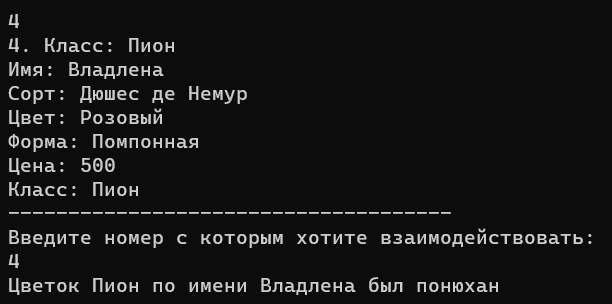 4
4. Класс: Пион
Имя: Владлена
Сорт: Дюшес де Немур
Цвет: Розовый
Форма: Помпонная
Цена: 500
Класс: Пион
-------------------------------------
Введите номер с которым хотите взаимодействовать:
4
Цветок Пион по имени Владлена был понюхан